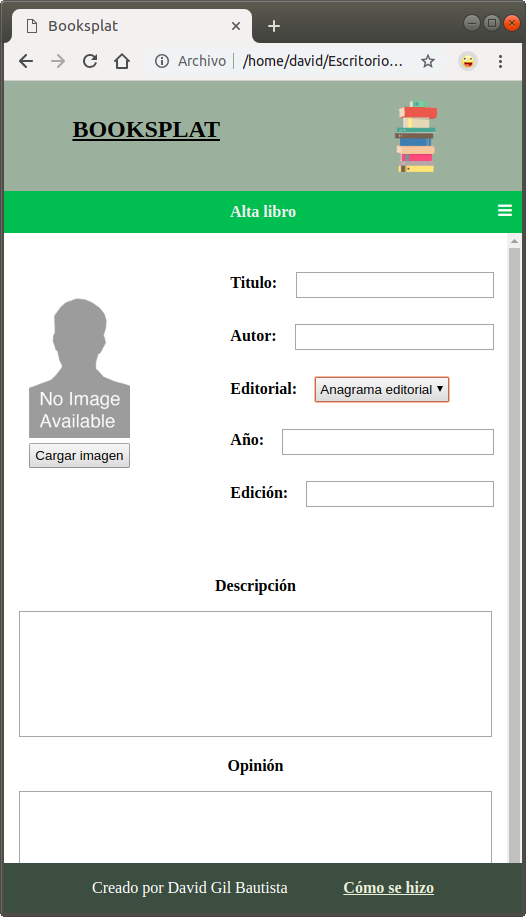 Booksplat
Archivo /home/david/Escritorio...
BOOKSPLAT
Alta libro
Titulo:
Autor:
No Image
Available
Editorial: Anagrama editorial
Cargar imagen
Año:
Edición:
Descripción
Opinión
Creado por David Gil Bautista Cómo se hizo